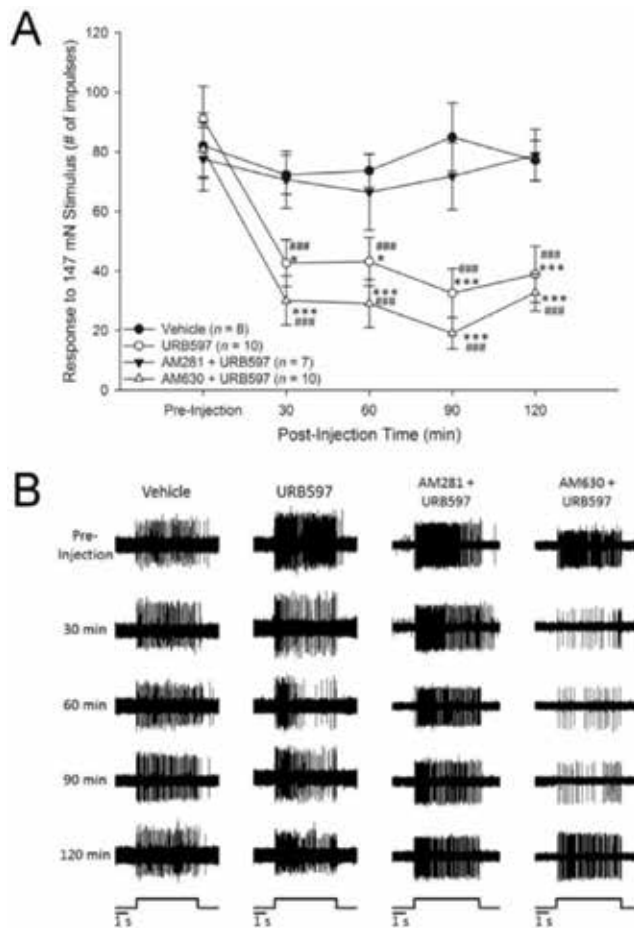 A
120
100
80
60
40
20
0
Response to 147 mN Stimulus (# of impulses)
### ### ### ###
* * *** ***
*** *** *** ***
### ### ### ###
Vehicle (n = 8)
URB597 (n = 10)
AM281 + URB597 (n = 7)
AM630 + URB597 (n = 10)
Pre-Injection 30 60 90 120
Post-Injection Time (min)
B
Vehicle URB597 AM281 + AM630 +
URB597 URB597
Pre-
Injection
30 min
60 min
90 min
120 min
1 s 1 s 1 s 1 s